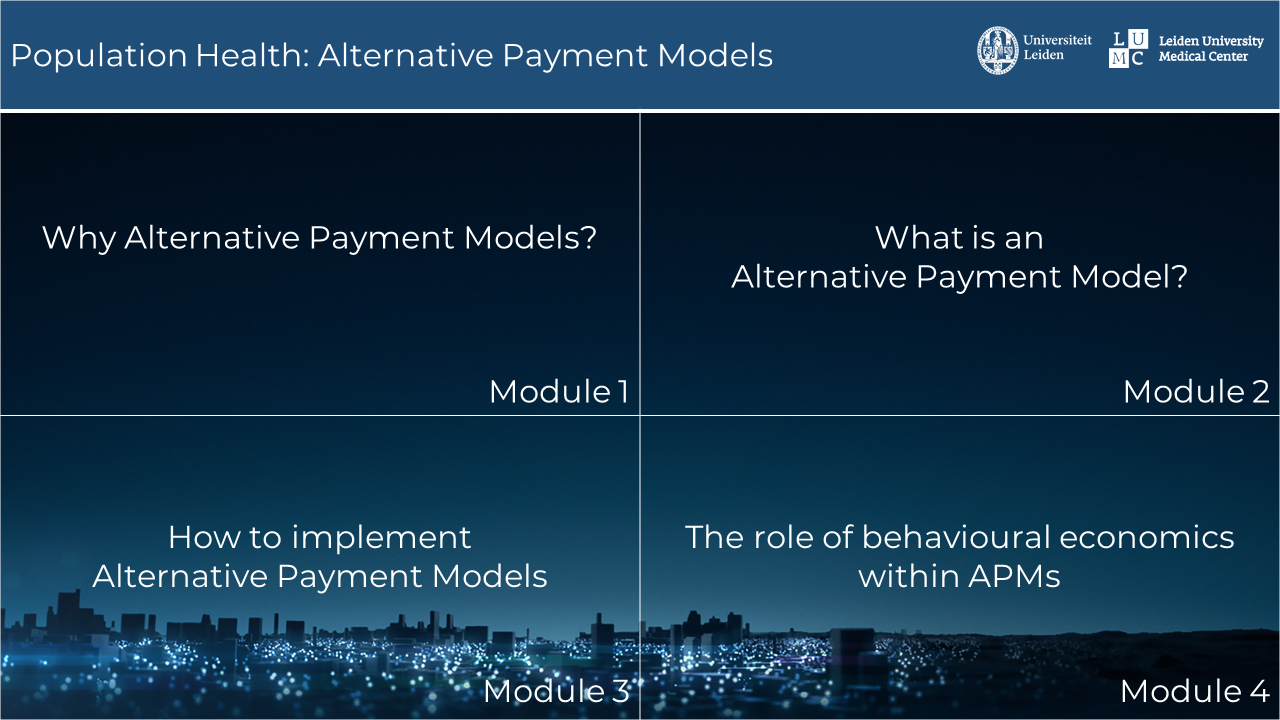 Population Health: Alternative Payment Models
Universiteit
Leiden
L U
M C
Leiden University
Medical Center
Why Alternative Payment Models?
Module 1
What is an
Alternative Payment Model?
Module 2
How to implement
Alternative Payment Models
Module 3
The role of behavioural economics
within APMs
Module 4